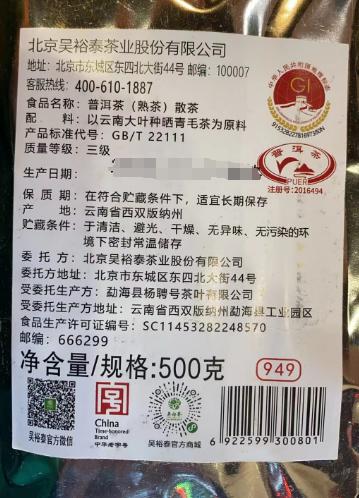 北京吴裕泰茶业股份有限公司
地址：北京市东城区东四北大街44号 邮编：100007
客服热线：400-610-1887
食品名称：普洱茶（熟茶）散茶
配 料：以云南大叶种晒青毛茶为原料
产品标准代号：GB/T 22111
质量等级：三级
生产日期：
保 质 期：在符合贮藏条件下，适宜长期保存
产 地：云南省西双版纳州
贮藏条件：于清洁、避光、干燥、无异味、无污染的环
境下密封常温储存
委 托 方：北京吴裕泰茶业股份有限公司
委托方地址：北京市东城区东四北大街44号
受委托方：勐海县杨聘号茶叶有限公司
受委托方地址：云南省西双版纳州勐海县工业园区
食品生产许可证编号：SC11453282248570
邮编：666299
净含量/规格：500克
949
中华人民共和国地理标志
GI
普洱茶
PUER
注册号：2016494
吴裕泰官方微信
China
Time-honored
Brand
中华老字号
吴裕泰官方商城
6 922599 300801